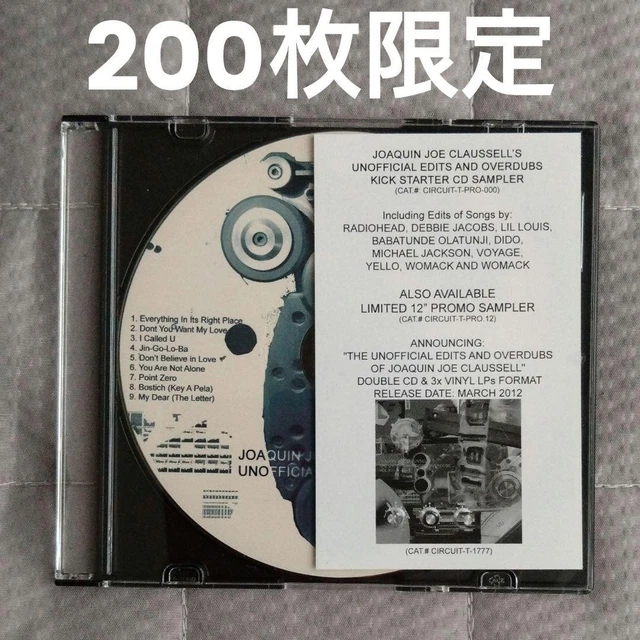 200枚限定
JOAQUIN JOE CLAUSSELL'S
UNOFFICIAL EDITS AND OVERDUBS
KICK STARTER CD SAMPLER
(CAT.# CIRCUIT-T-PRO-000)
Including Edits of Songs by:
RADIOHEAD, DEBBIE JACOBS, LIL LOUIS,
BABATUNDE OLATUNJI, DIDO,
MICHAEL JACKSON, VOYAGE,
YELLO, WOMACK AND WOMACK
ALSO AVAILABLE
LIMITED 12" PROMO SAMPLER
(CAT.# CIRCUIT-T-PRO.12)
ANNOUNCING:
"THE UNOFFICIAL EDITS AND OVERDUBS
OF JOAQUIN JOE CLAUSSELL"
DOUBLE CD & 3x VINYL LPs FORMAT
RELEASE DATE: MARCH 2012
(CAT.# CIRCUIT-T-1777)
1. Everything In Its Right Place
2. Dont You Want My Love
3. I Called U
4. Jin-Go-Lo-Ba
5. Don't Believe in Love
6. You Are Not Alone
7. Point Zero
8. Bostich (Key A Pela)
9. My Dear (The Letter)
JOAQUIN J
UNOFFICIA